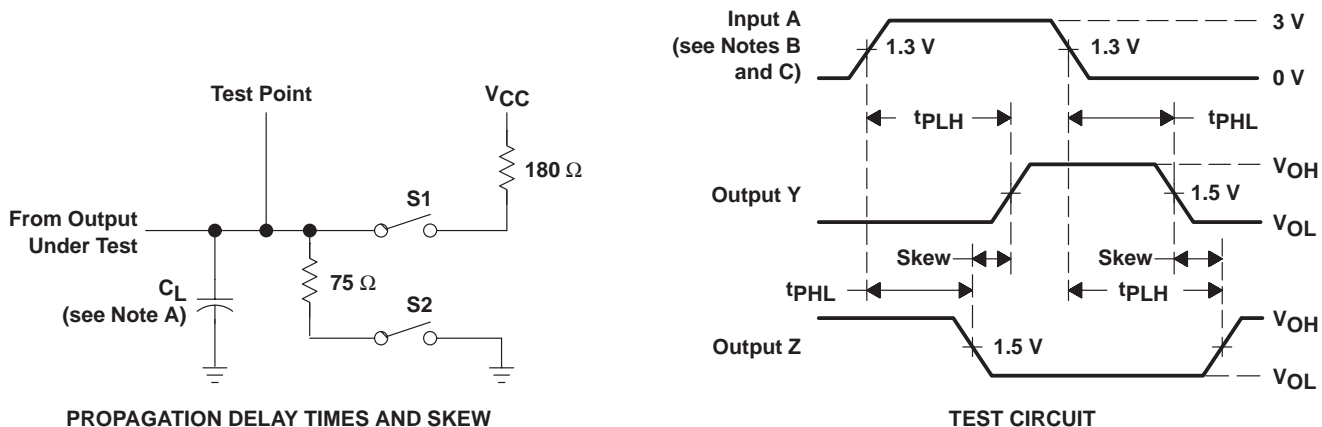 Test Point
VCC
180 Ω
S1
From Output
Under Test
75 Ω
CL
(see Note A)
S2
PROPAGATION DELAY TIMES AND SKEW
Input A
(see Notes B
and C)
1.3 V
1.3 V
3 V
0 V
tPLH
tPHL
Output Y
VOH
1.5 V
VOL
Skew
Skew
tPHL
tPLH
Output Z
VOH
1.5 V
VOL
TEST CIRCUIT